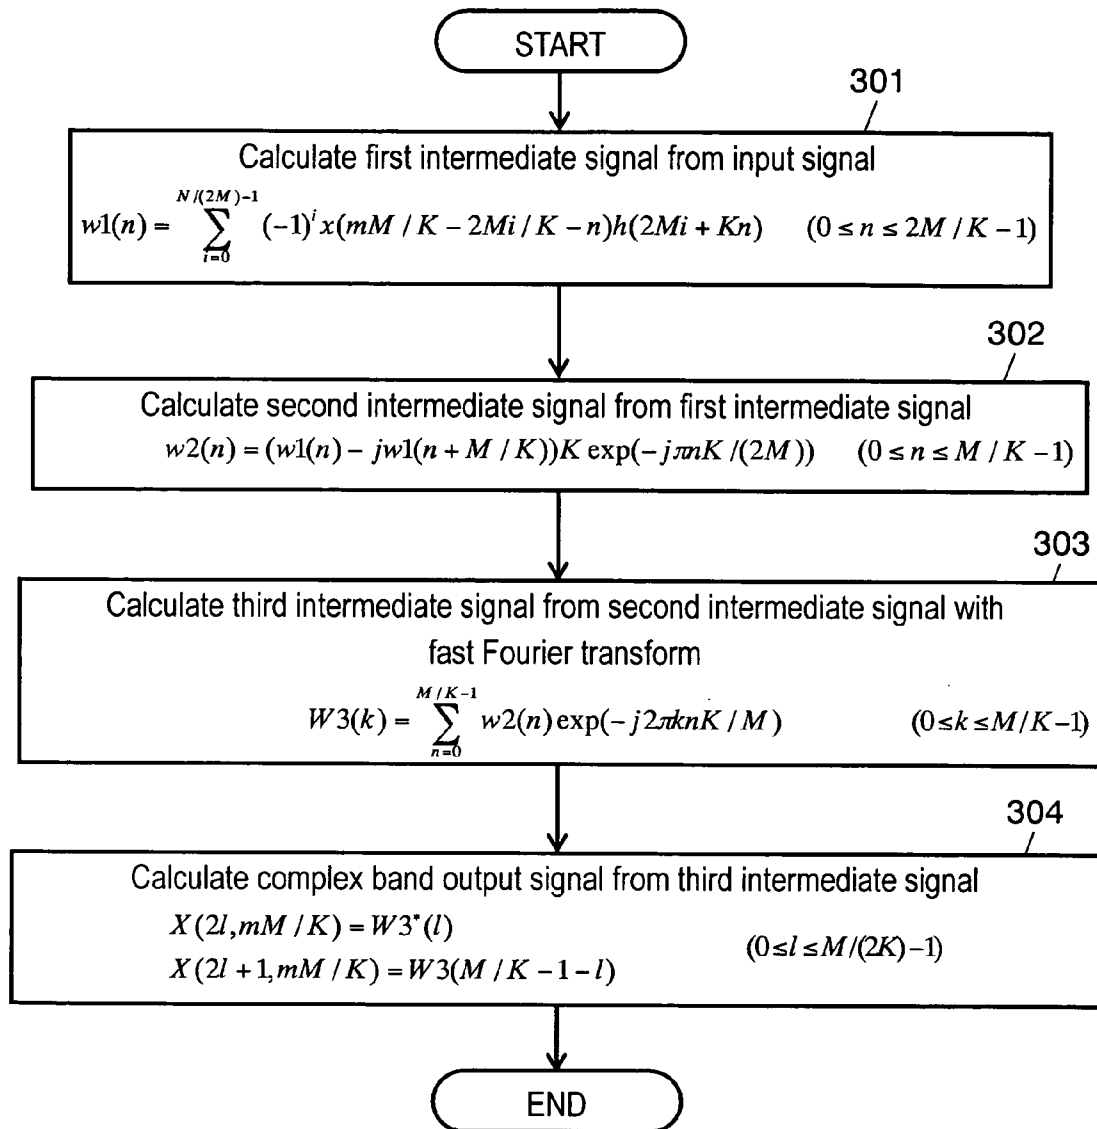 START
301
Calculate first intermediate signal from input signal
w1(n) = \sum_{i=0}^{N/(2M)-1} (-1)^i x(mM / K - 2Mi / K - n)h(2Mi + Kn) (0 ≤ n ≤ 2M / K - 1)
302
Calculate second intermediate signal from first intermediate signal
w2(n) = (w1(n) - jw1(n + M / K))K exp(-jπnK /(2M)) (0 ≤ n ≤ M / K - 1)
303
Calculate third intermediate signal from second intermediate signal with
fast Fourier transform
W3(k) = \sum_{n=0}^{M/K-1} w2(n) exp(-j2πknK / M) (0≤k≤M/K-1)
304
Calculate complex band output signal from third intermediate signal
X(2l, mM / K) = W3*(l)
(0≤l≤M/(2K)-1)
X(2l + 1, mM / K) = W3(M / K - 1 - l)
END